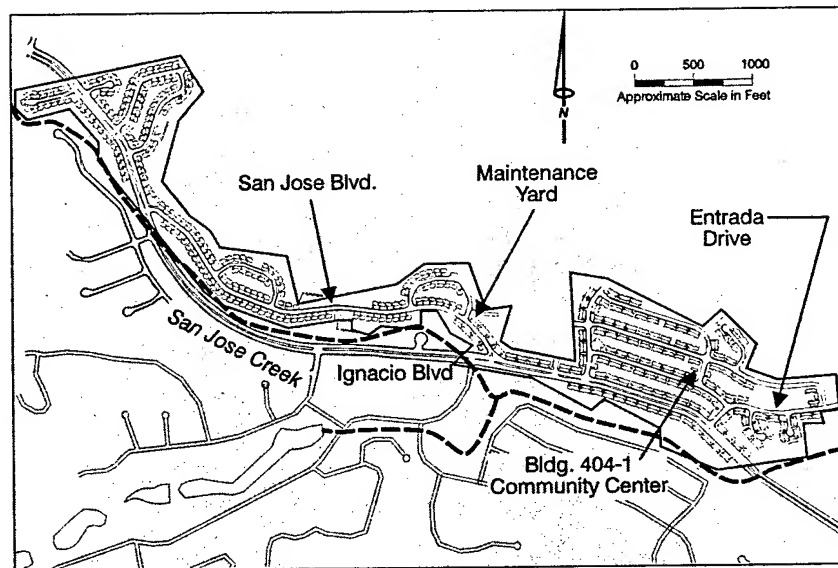 0 500 1000
Approximate Scale in Feet
N
San Jose Blvd.
Maintenance
Yard
Entrada
Drive
San Jose Creek
Ignacio Blvd
Bldg. 404-1
Community Center